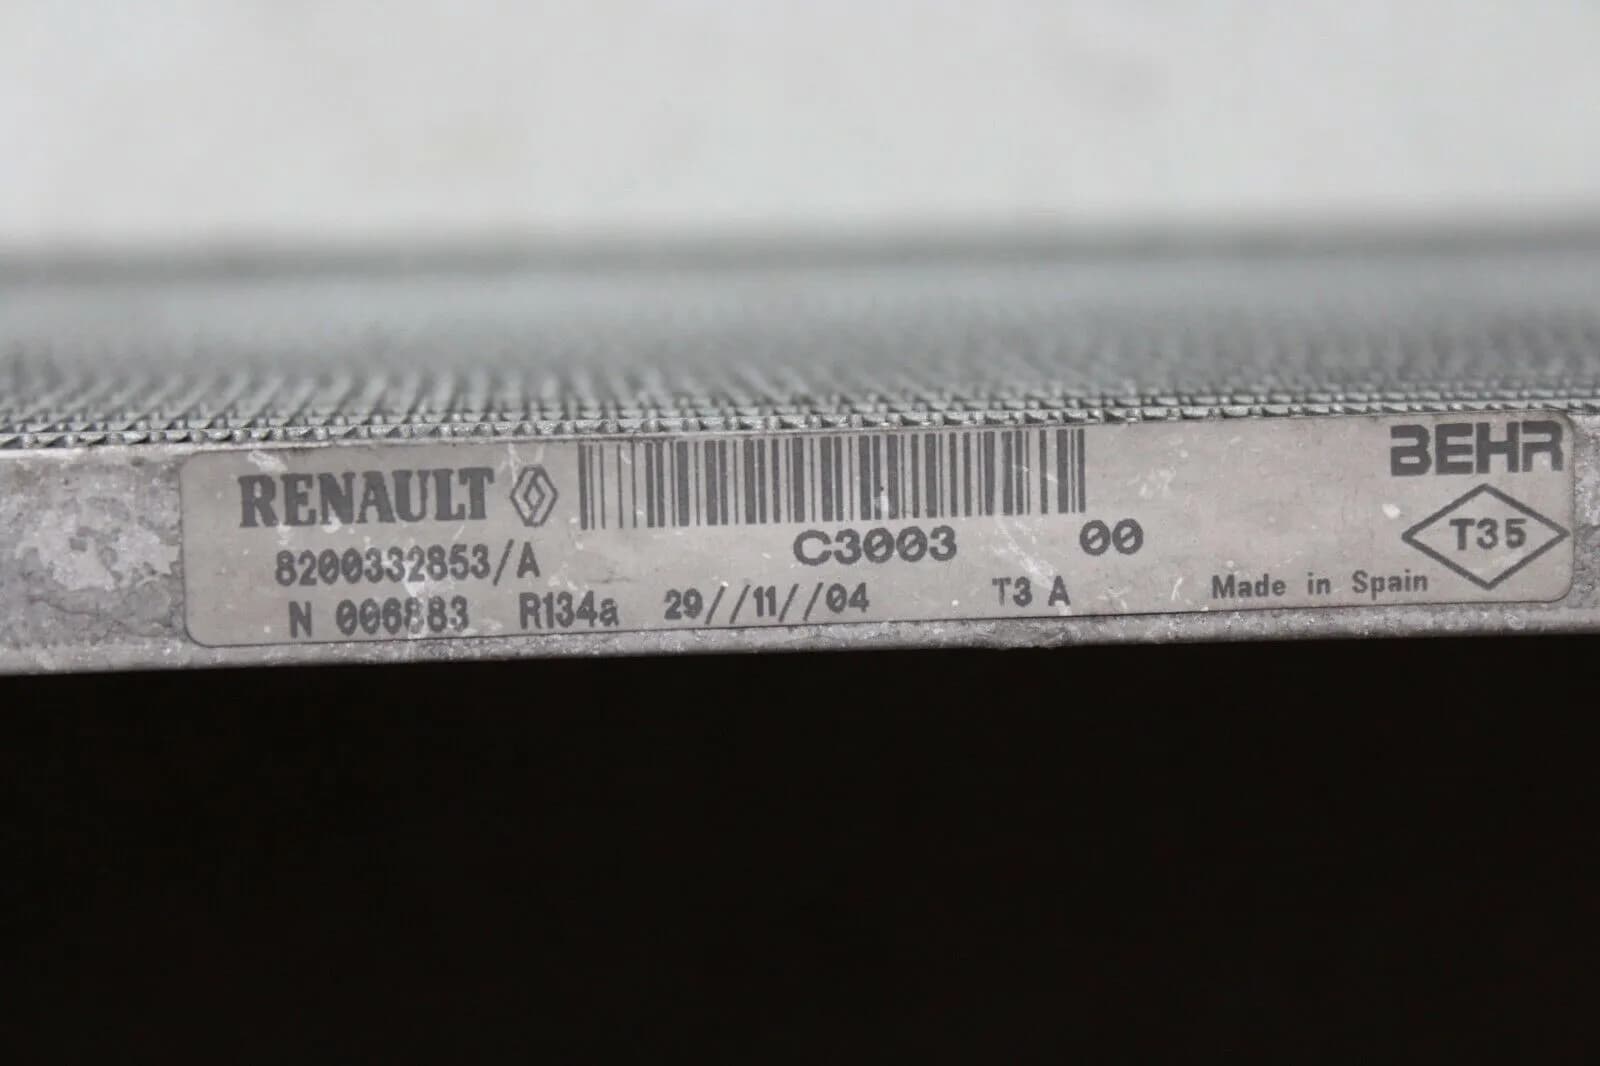 RENAULT
BEHR
8200332853/A
C3003 00
T35
N 006883 R134a 29//11//04 T3 A Made in Spain